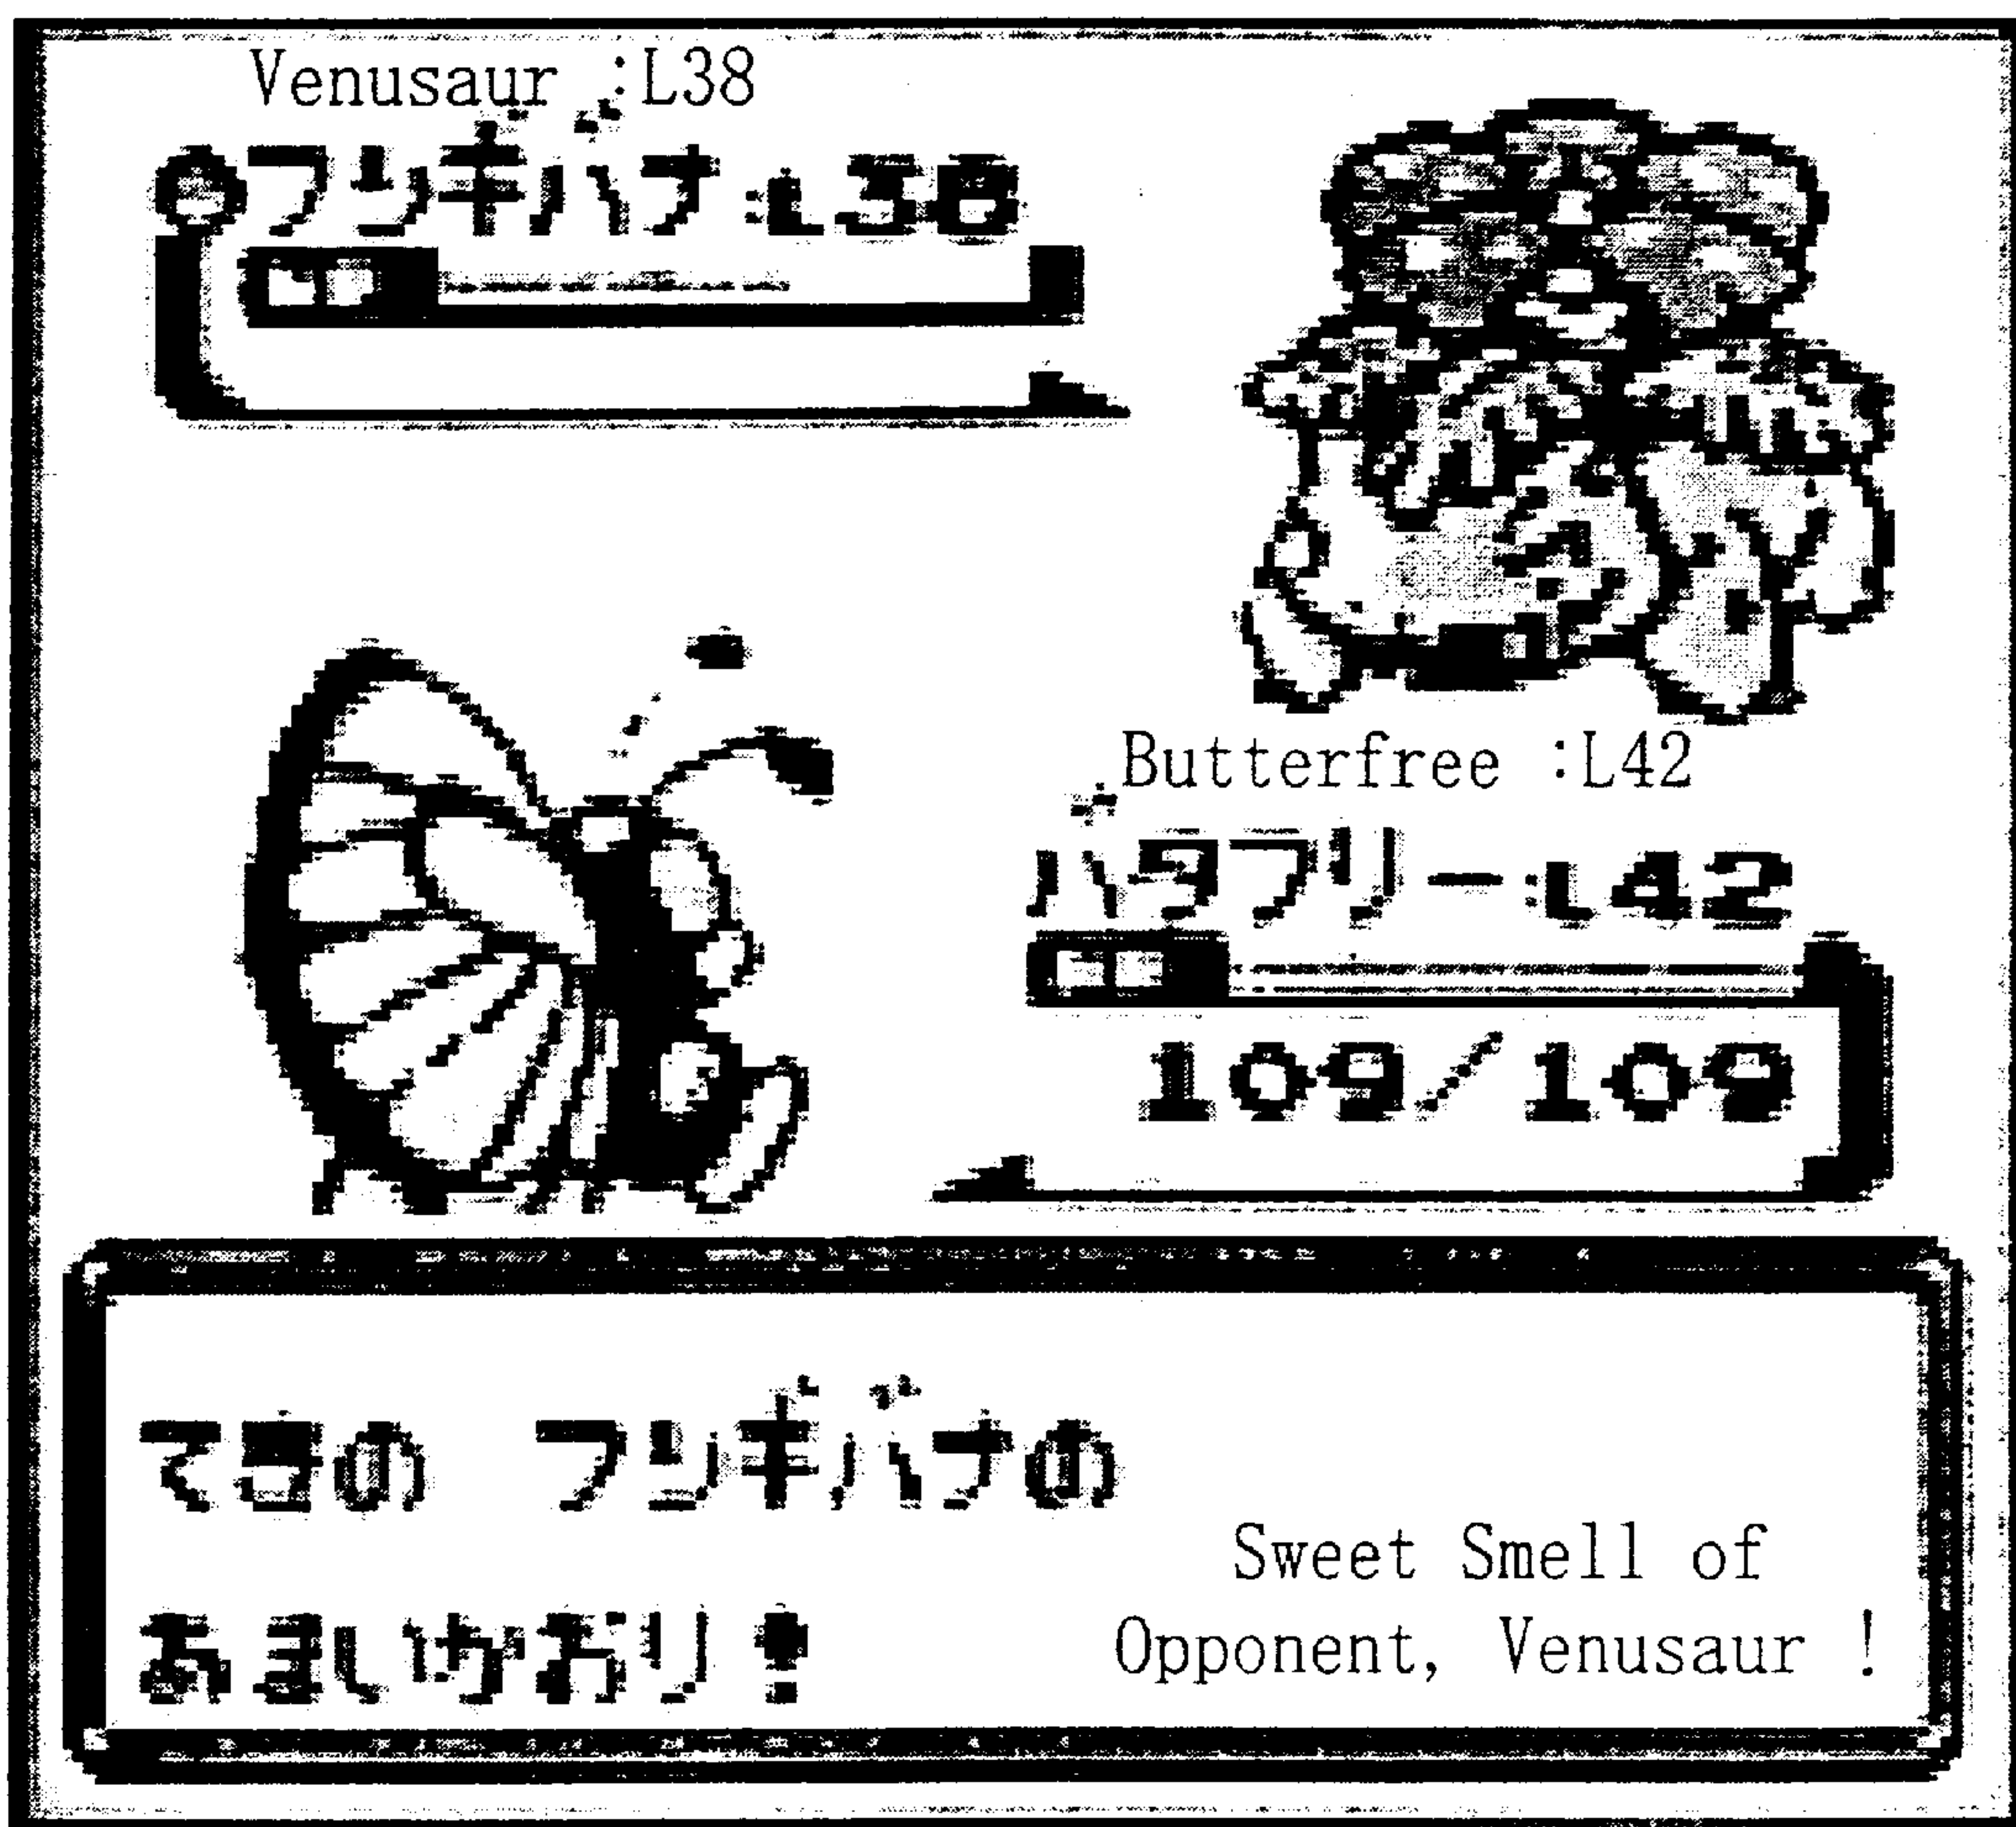 Venusaur :L38
フシギバナ :L38
Butterfree :L42
バタフリー :L42
109/109
てきの フシギバナの
あまいかおり!
Sweet Smell of
Opponent, Venusaur !